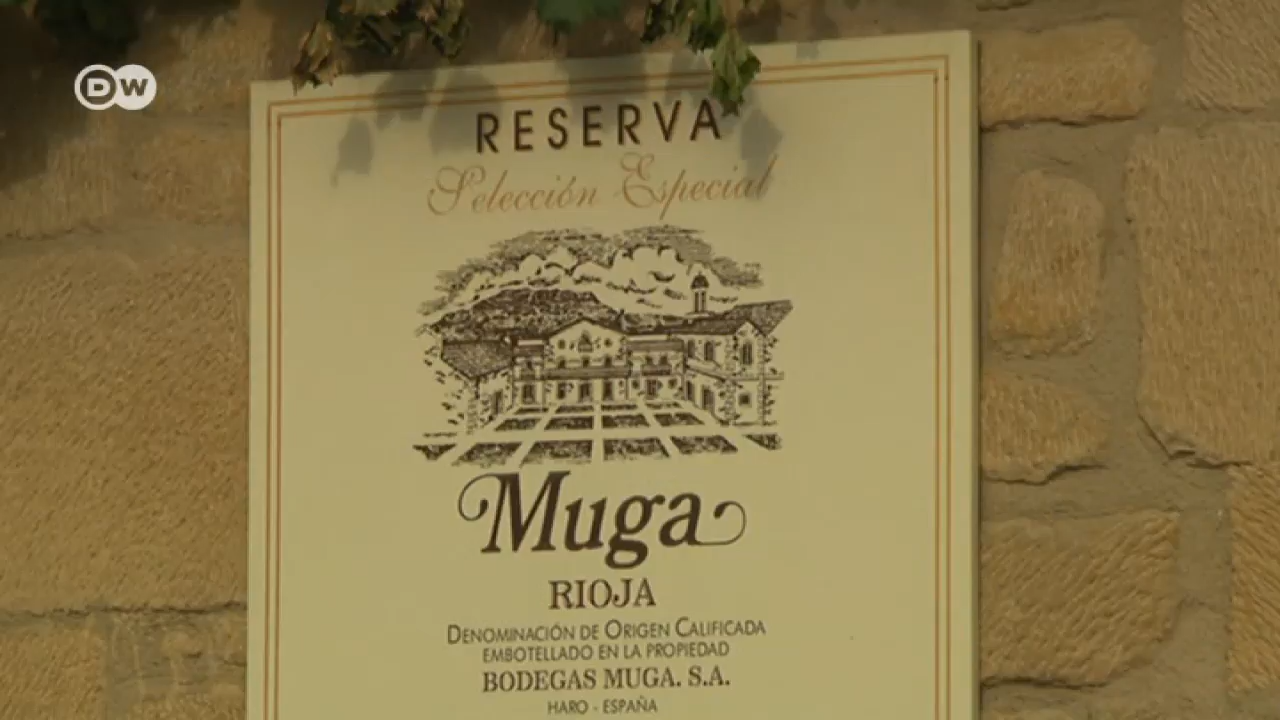 DW
RESERVA
Selección Especial
Muga
RIOJA
DENOMINACIÓN DE ORIGEN CALIFICADA
EMBOTELLADO EN LA PROPIEDAD
BODEGAS MUGA. S.A.
HARO - ESPAÑA